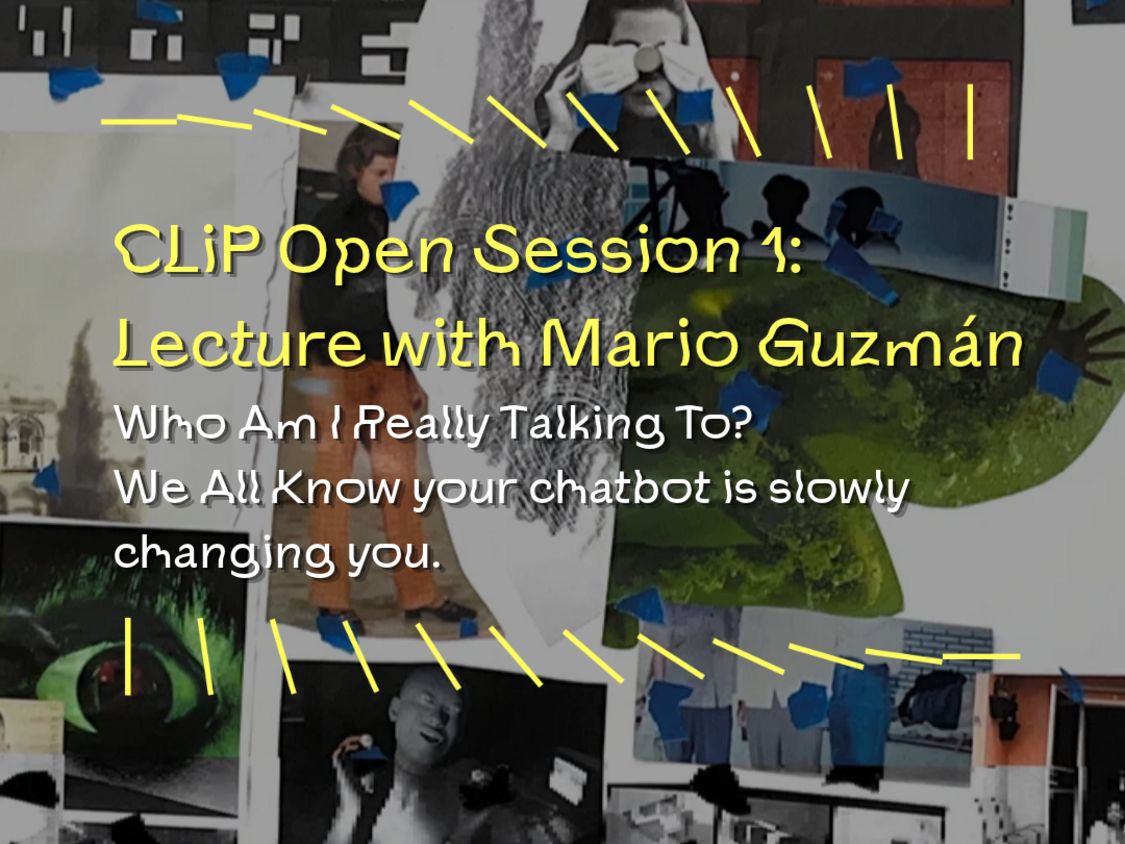 CLiP Open Session 1:
Lecture with Mario Guzmán
Who Am I Really Talking To?
We All Know your chatbot is slowly
changing you.